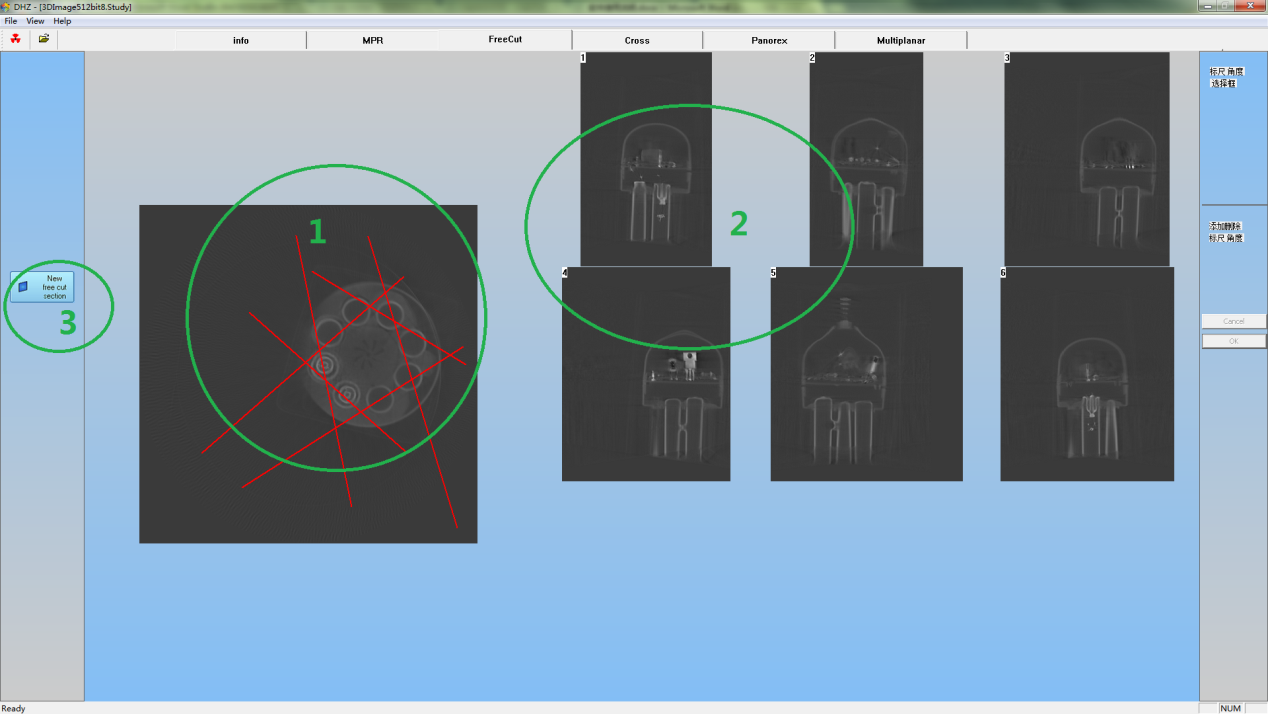 DHZ - [3DImage512bit8.Study]
File View Help
info MPR FreeCut Cross Panorex Multiplanar
1 2 3
标尺角度
选择框
1
2
添加删除
标尺角度
4 5 6
New
free cut
section
3
Cancel
OK
Ready
NUM